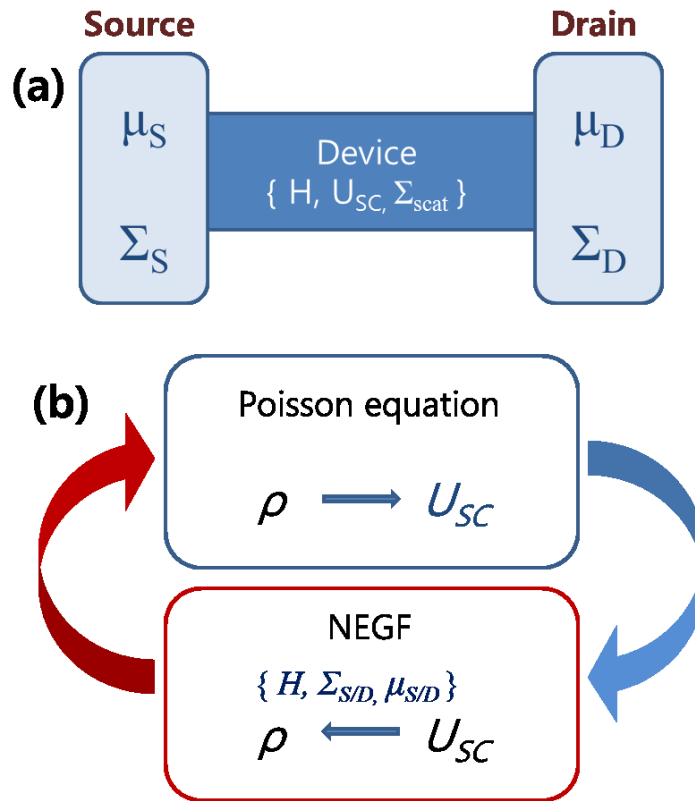 Source Drain
(a)
μS μD
Device
{ H, USC, Σscat }
ΣS ΣD
(b)
Poisson equation
ρ USC
NEGF
{ H, ΣS/D, μS/D}
ρ USC